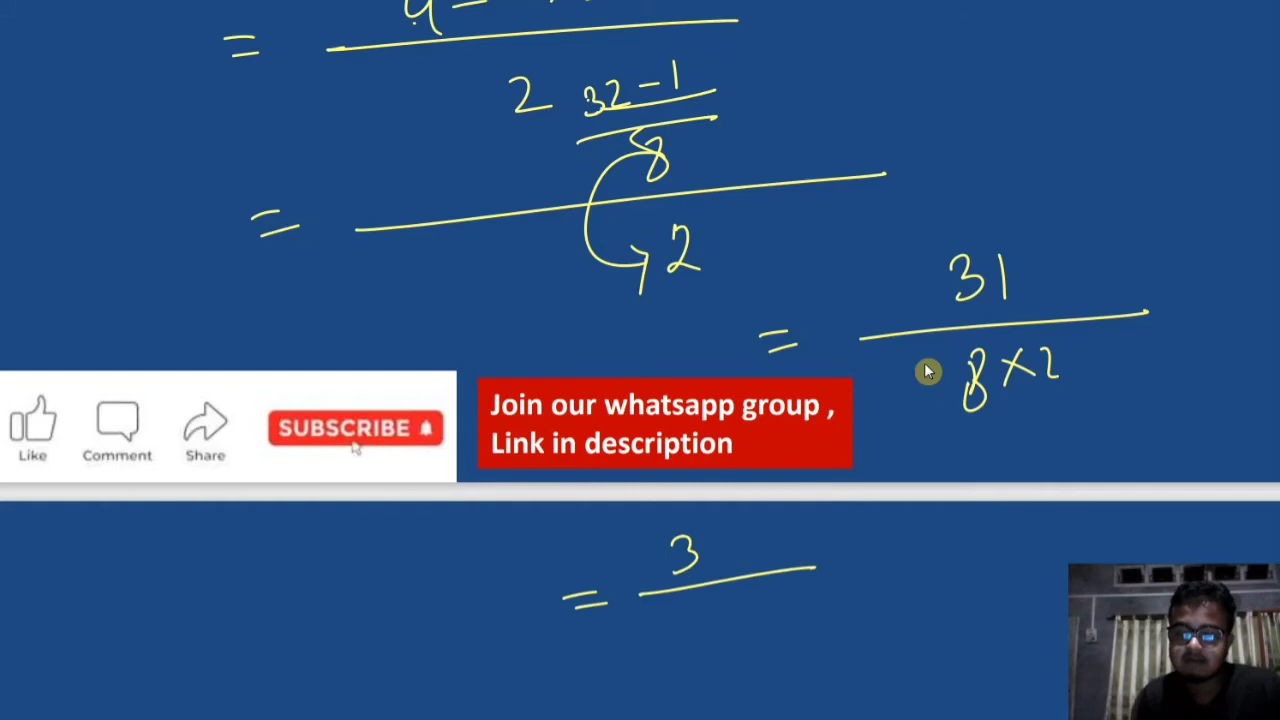 =
2
32 - 1
8
=
2
31
=
8 × 2
Join our whatsapp group ,
SUBSCRIBE
Link in description
Like Comment Share
3
=